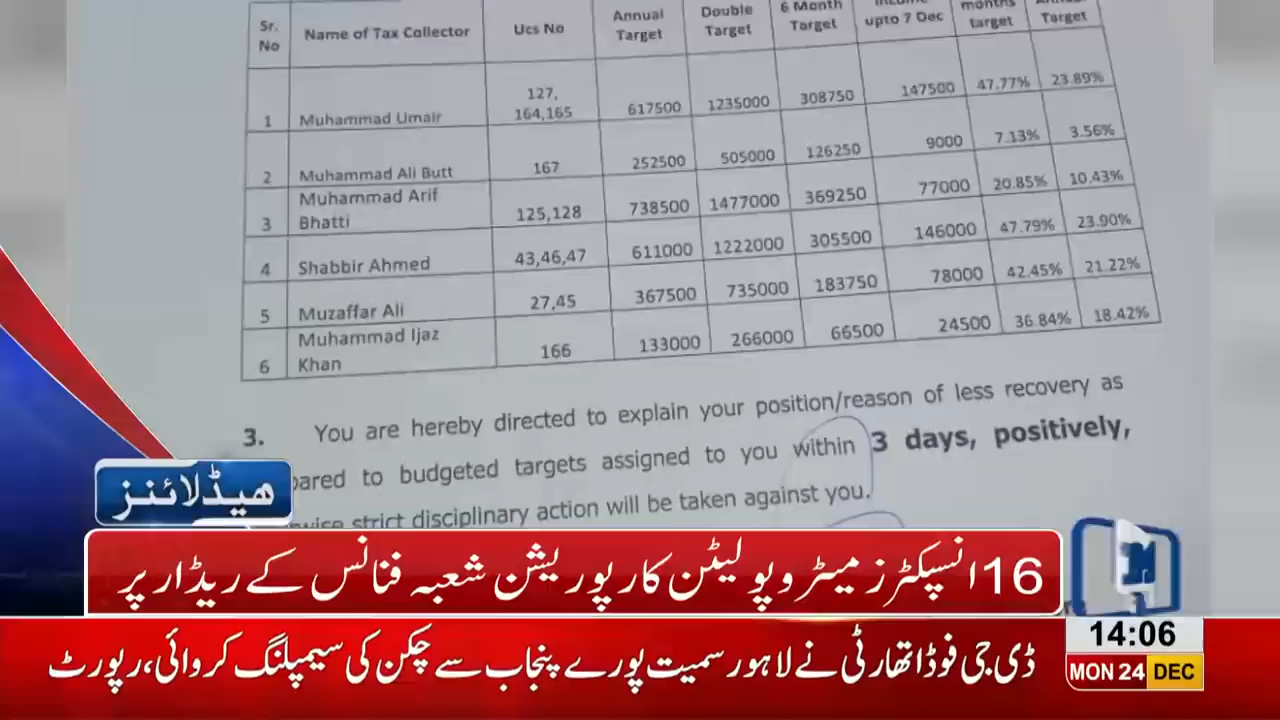 Sr. No | Name of Tax Collector | Ucs No | Annual Target | Double Target | 6 Month Target | upto 7 Dec | months target | Target
1 | Muhammad Umair | 127, 164,165 | 617500 | 1235000 | 308750 | 147500 | 47.77% | 23.89%
2 | Muhammad Ali Butt | 167 | 252500 | 505000 | 126250 | 9000 | 7.13% | 3.56%
3 | Muhammad Arif Bhatti | 125,128 | 738500 | 1477000 | 369250 | 77000 | 20.85% | 10.43%
4 | Shabbir Ahmed | 43,46,47 | 611000 | 1222000 | 305500 | 146000 | 47.79% | 23.90%
5 | Muzaffar Ali | 27,45 | 367500 | 735000 | 183750 | 78000 | 42.45% | 21.22%
6 | Muhammad Ijaz Khan | 166 | 133000 | 266000 | 66500 | 24500 | 36.84% | 18.42%
3. You are hereby directed to explain your position/reason of less recovery as
to budgeted targets assigned to you within 3 days, positively,
strict disciplinary action will be taken against you.
ہیڈلائنز
16 انسپکٹرز میٹروپولیٹن کارپوریشن شعبہ فنانس کے ریڈار پر
14:06
ڈی جی فوڈ اتھارٹی نے لاہور سمیت پورے پنجاب سے چکن کی سیمپلنگ کروائی، رپورٹ
MON 24 DEC